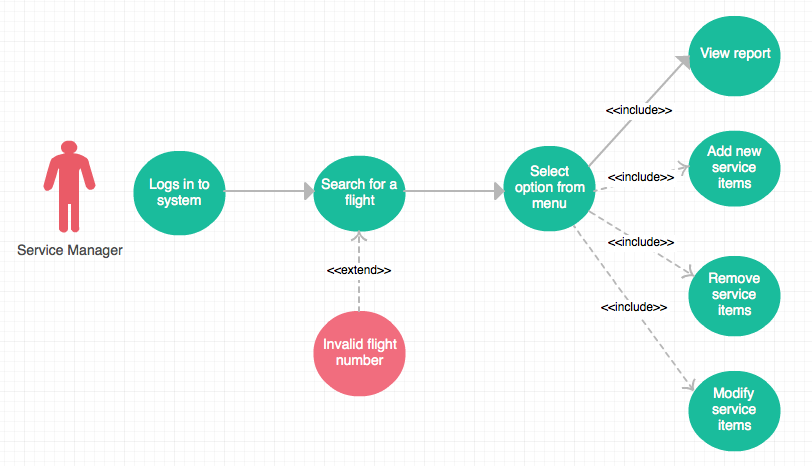 View report
<<include>>
Add new
service
items
<<include>>
Select
option from
menu
Logs in to
system
Search for a
flight
Service Manager
<<include>>
<<extend>>
Remove
service
items
<<include>>
Invalid flight
number
Modify
service
items